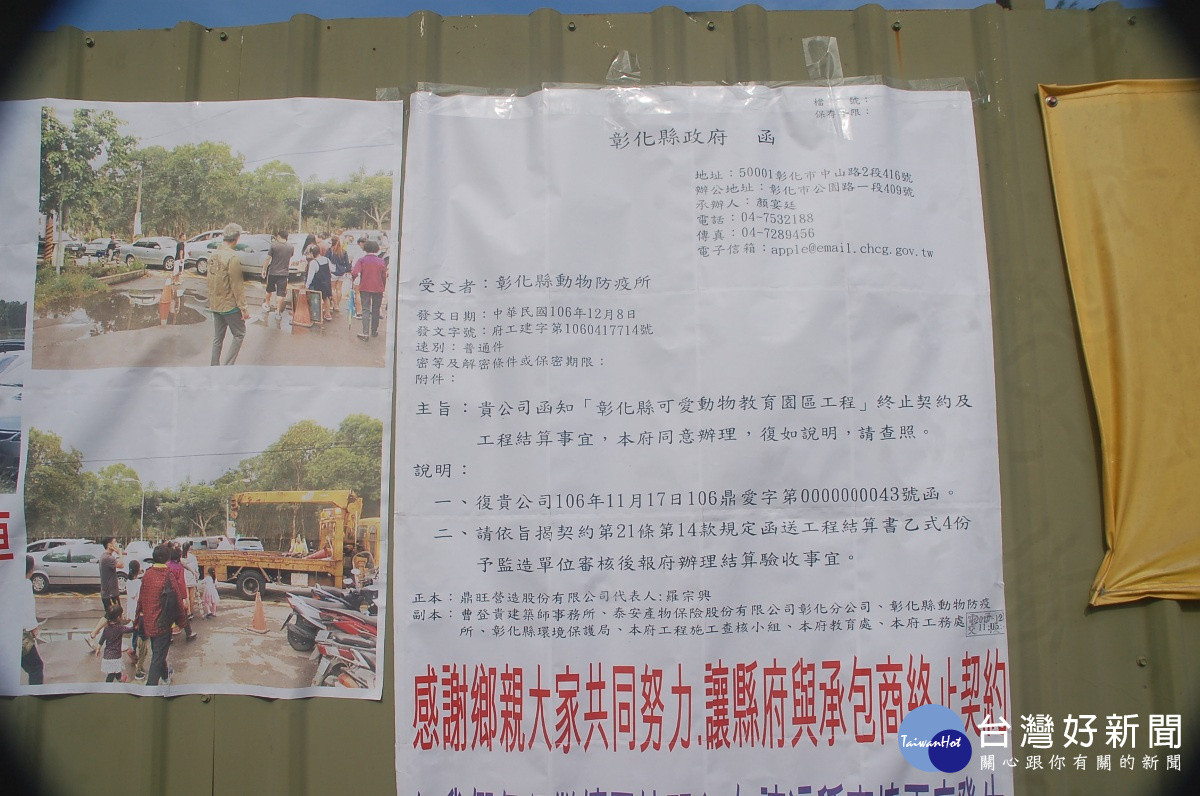 檔　　號：
保存年限：
彰化縣政府　函
地址：50001彰化市中山路2段416號
辦公地址：彰化市公園路一段409號
承辦人：顏宴廷
電話：04-7532188
傳真：04-7289456
電子信箱：apple@email.chcg.gov.tw
受文者：彰化縣動物防疫所
發文日期：中華民國106年12月8日
發文字號：府工建字第1060417714號
速別：普通件
密等及解密條件或保密期限：
附件：
主旨：貴公司函知「彰化縣可愛動物教育園區工程」終止契約及
工程結算事宜，本府同意辦理，復如說明，請查照。
說明：
一、復貴公司106年11月17日106鼎愛字第0000000043號函。
二、請依旨揭契約第21條第14款規定函送工程結算書乙式4份
予監造單位審核後報府辦理結算驗收事宜。
正本：鼎旺營造股份有限公司代表人:羅宗興
副本：曹登貴建築師事務所、泰安產物保險股份有限公司彰化分公司、彰化縣動物防疫
所、彰化縣環境保護局、本府工程施工查核小組、本府教育處、本府工務處
感謝鄉親大家共同努力.讓縣府與承包商終止契約
TaiwanHot
台灣好新聞
關心跟你有關的新聞